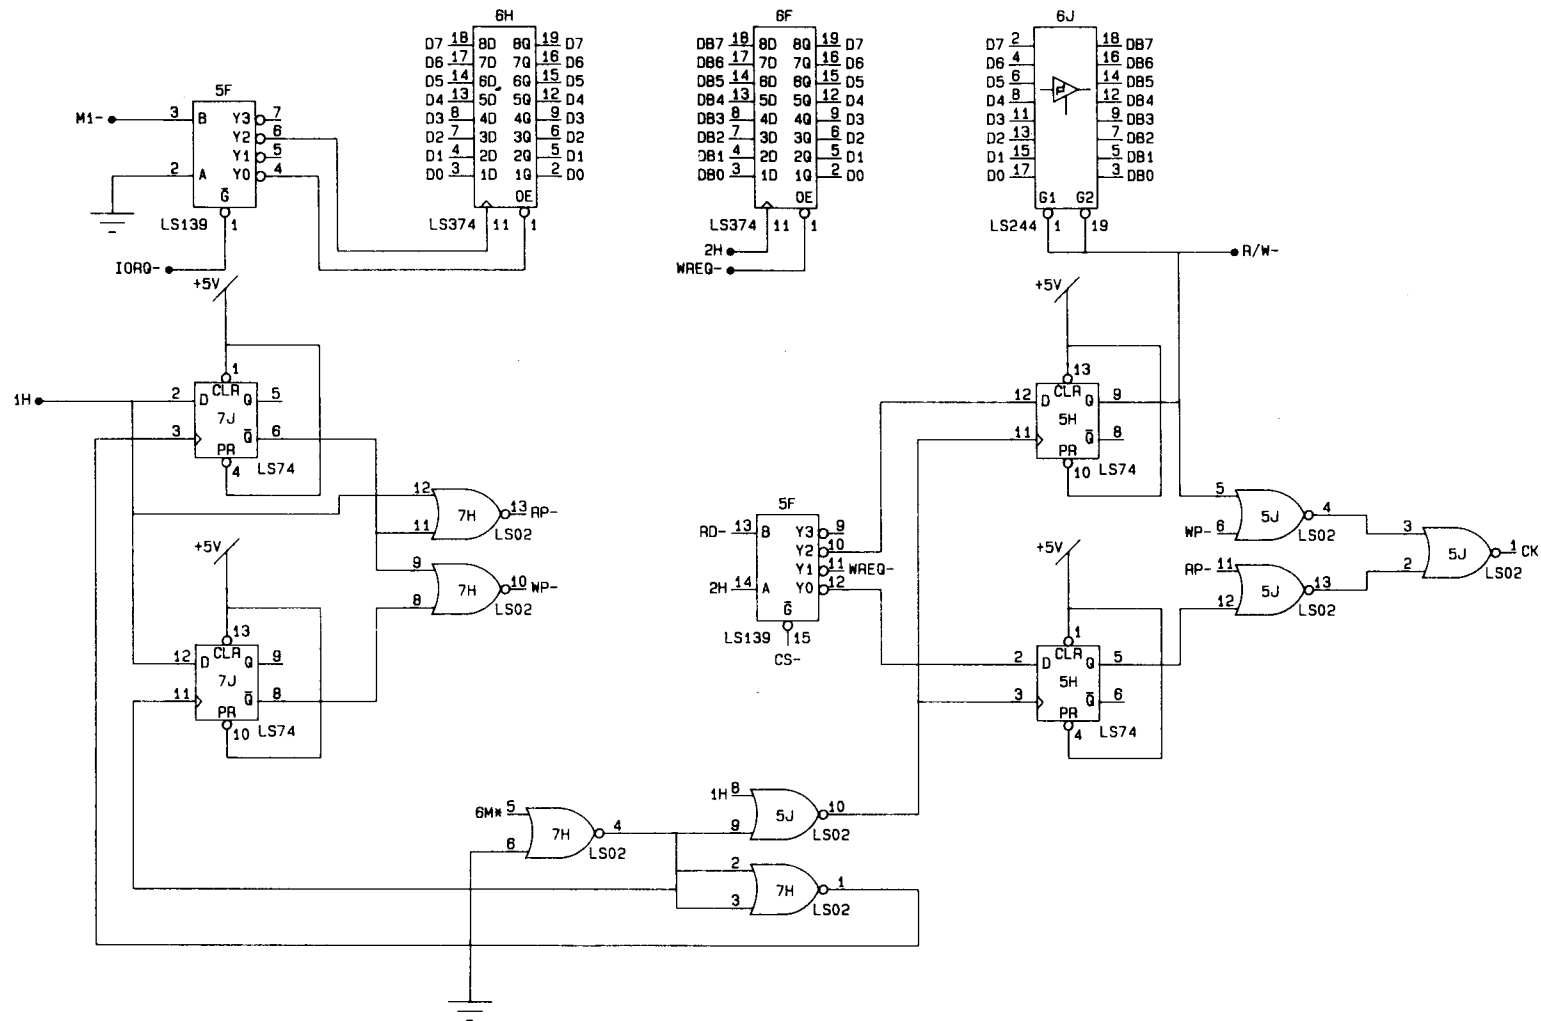 6H
6F
6J
D7 18 8D 8Q 19 D7
D6 17 7D 7Q 16 D6
D5 14 6D 6Q 15 D5
D4 13 5D 5Q 12 D4
D3 8 4D 4Q 9 D3
D2 7 3D 3Q 6 D2
D1 4 2D 2Q 5 D1
D0 3 1D 1Q 2 D0
OE
LS374 11 1
DB7 18 8D 8Q 19 D7
DB6 17 7D 7Q 16 D6
DB5 14 6D 6Q 15 D5
DB4 13 5D 5Q 12 D4
DB3 8 4D 4Q 9 D3
DB2 7 3D 3Q 6 D2
DB1 4 2D 2Q 5 D1
DB0 3 1D 1Q 2 D0
OE
LS374 11 1
2H
WREQ-
D7 2 18 DB7
D6 4 16 DB6
D5 6 14 DB5
D4 8 12 DB4
D3 11 9 DB3
D2 13 7 DB2
D1 15 5 DB1
D0 17 3 DB0
G1 G2
LS244 1 19
R/W-
5F
M1- 3 B Y3 7
Y2 6
Y1 5
2 A Y0 4
G̅
LS139 1
IORQ-
+5V
1
CLR
1H 2 D Q 5
7J
3 Q̅ 6
PR
4 LS74
12
7H 13 RP-
11 LS02
+5V
9
7H 10 WP-
8 LS02
13
CLR
12 D Q 9
7J
11 Q̅ 8
PR
10 LS74
+5V
13
CLR
12 D Q 9
5H
11 Q̅ 8
PR
10 LS74
5F
RD- 13 B Y3 9
Y2 10
Y1 11 WREQ-
2H 14 A Y0 12
G̅
LS139 15
CS-
5
5J 4
WP- 6 LS02
3
5J 1 CK
2 LS02
RP- 11
5J 13
12 LS02
+5V
1
CLR
2 D Q 5
5H
3 Q̅ 6
PR
4 LS74
6M* 5
7H 4
6 LS02
1H 8
5J 10
9 LS02
2
7H 1
3 LS02